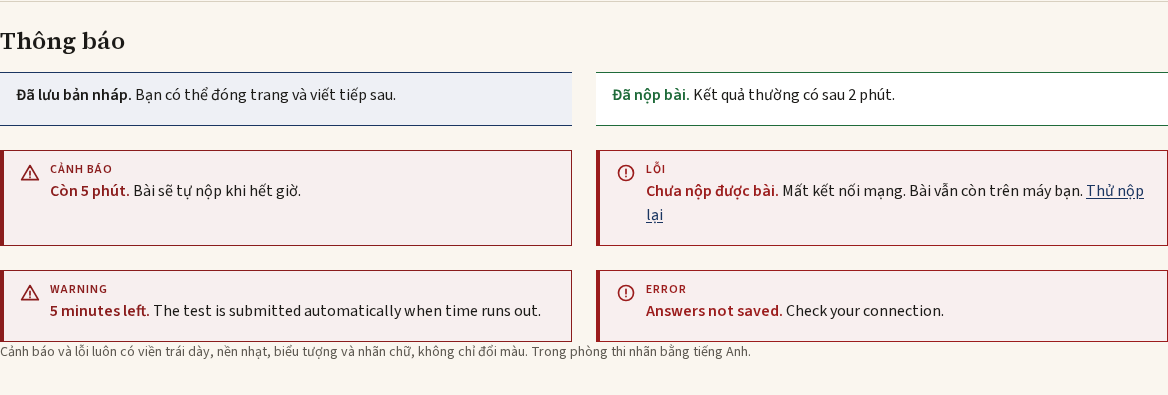 Thông báo
Đã lưu bản nháp. Bạn có thể đóng trang và viết tiếp sau.
Đã nộp bài. Kết quả thường có sau 2 phút.
CẢNH BÁO
Còn 5 phút. Bài sẽ tự nộp khi hết giờ.
LỖI
Chưa nộp được bài. Mất kết nối mạng. Bài vẫn còn trên máy bạn. Thử nộp
lại
WARNING
5 minutes left. The test is submitted automatically when time runs out.
ERROR
Answers not saved. Check your connection.
Cảnh báo và lỗi luôn có viền trái dày, nền nhạt, biểu tượng và nhãn chữ, không chỉ đổi màu. Trong phòng thi nhãn bằng tiếng Anh.